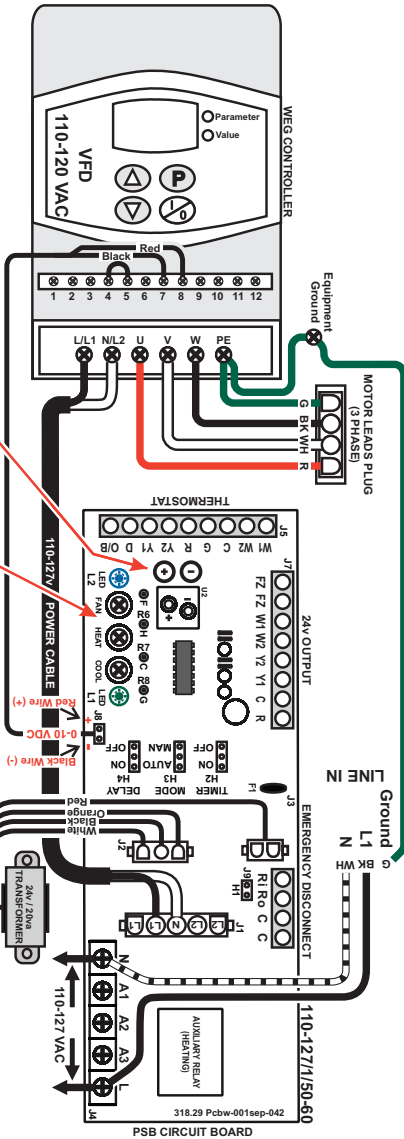 WEG CONTROLLER
Parameter
Value
VFD
110-120 VAC
P
I/0
Red
Black
1 2 3 4 5 6 7 8 9 10 11 12
L/L1 N/L2 U V W PE
Equipment
Ground
MOTOR LEADS PLUG
(3 PHASE)
G
BK
WH
R
110-127v POWER CABLE
THERMOSTAT
J5
O/B D Y1 Y2 R G C W2 W1
J7
FZ
FZ
W1
W2
Y2
Y1
C
R
24v OUTPUT
+ −
U2
+ -
LED
L2
FAN
HEAT
COOL
LED
L1
F
R6
H
R7
C
R8
G
J8
Red Wire (+)
+
0-10 VDC
-
Black Wire (-)
OFF ON
DELAY
H4
MAN AUTO
MODE
H3
OFF ON
TIMER
H2
F1
J3
LINE IN
Ground
L1
N
G
BK
WH
Red
Orange
Black
White
J2
EMERGENCY DISCONNECT
J9
H1
Ri
Ro
C
C
J1
L1 L1 N L2 L2
24v / 20va
TRANSFORMER
N
A1
A2
A3
L
J4
110-127 VAC
AUXILIARY RELAY
(HEATING)
110-127/1/50-60
318.29 Pcbw-001sep-042
PSB CIRCUIT BOARD